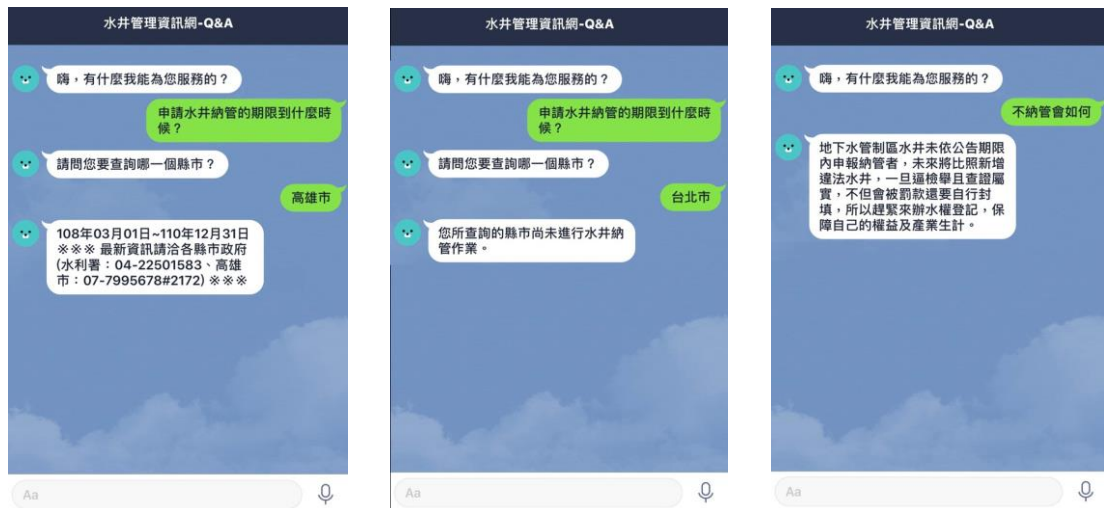 水井管理資訊網-Q&A
嗨，有什麼我能為您服務的？
申請水井納管的期限到什麼時
候？
請問您要查詢哪一個縣市？
高雄市
108年03月01日~110年12月31日
※※※ 最新資訊請洽各縣市政府
(水利署：04-22501583、高雄
市：07-7995678#2172) ※※※
Aa
水井管理資訊網-Q&A
嗨，有什麼我能為您服務的？
申請水井納管的期限到什麼時
候？
請問您要查詢哪一個縣市？
台北市
您所查詢的縣市尚未進行水井納
管作業。
Aa
水井管理資訊網-Q&A
嗨，有什麼我能為您服務的？
不納管會如何
地下水管制區水井未依公告期限
內申報納管者，未來將比照新增
違法水井，一旦逼檢舉且查證屬
實，不但會被罰款還要自行封
填，所以趕緊來辦水權登記，保
障自己的權益及產業生計。
Aa